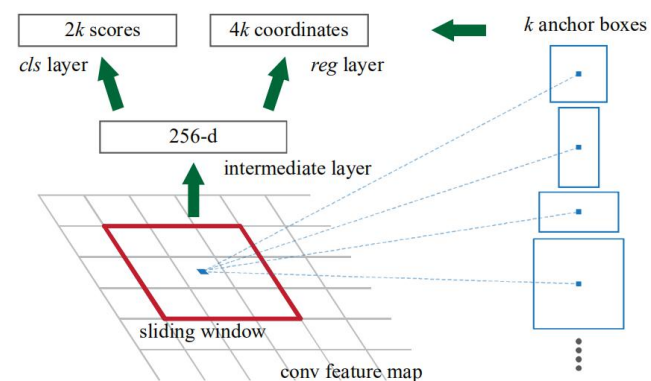 2k scores
4k coordinates
k anchor boxes
cls layer
reg layer
256-d
intermediate layer
sliding window
conv feature map